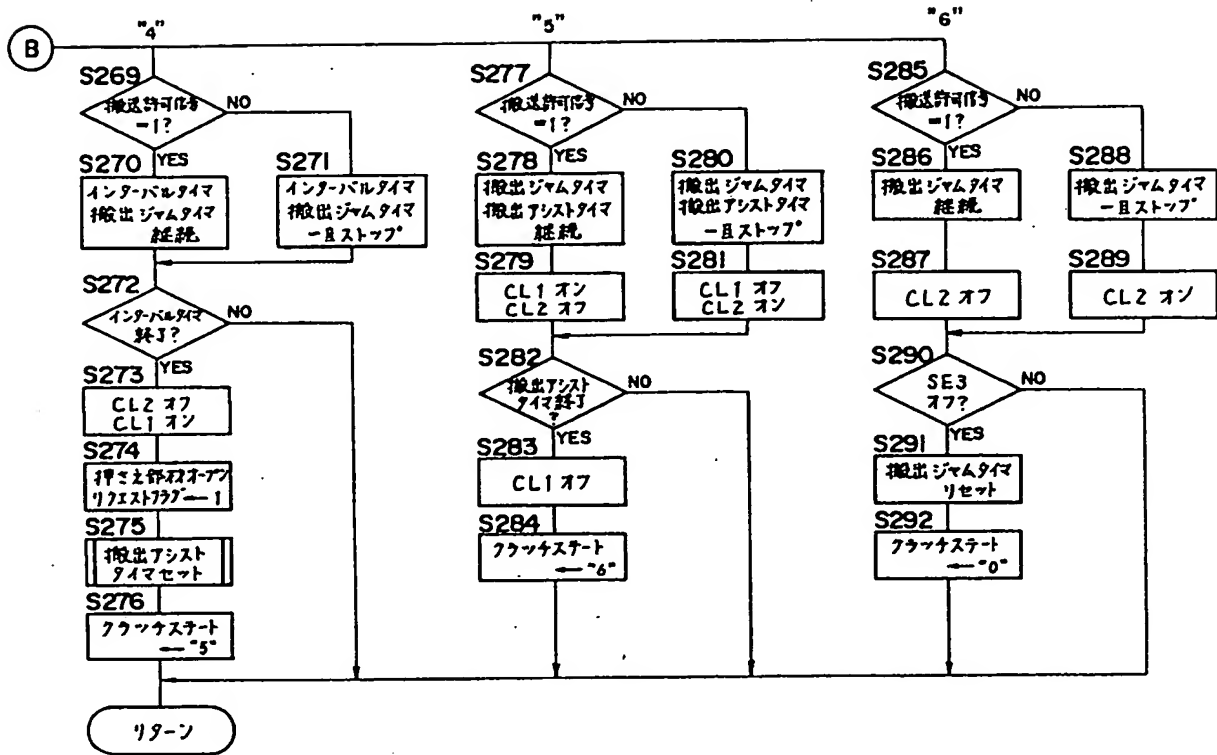 B
"4"
S269
搬送許可信号
=1?
NO
YES
S270
インターバルタイマ
搬出ジャムタイマ
継続
S271
インターバルタイマ
搬出ジャムタイマ
一旦ストップ
S272
インターバルタイマ
終了?
NO
YES
S273
CL2 オフ
CL1 オン
S274
押さえ部材オープン
リクエストフラグ←1
S275
搬出アシスト
タイマセット
S276
クラッチステート
←"5"
リターン
"5"
S277
搬送許可信号
=1?
NO
YES
S278
搬出ジャムタイマ
搬出アシストタイマ
継続
S280
搬出ジャムタイマ
搬出アシストタイマ
一旦ストップ
S279
CL1 オン
CL2 オフ
S281
CL1 オフ
CL2 オン
S282
搬出アシスト
タイマ終了
?
NO
YES
S283
CL1 オフ
S284
クラッチステート
←"6"
"6"
S285
搬送許可信号
=1?
NO
YES
S286
搬出ジャムタイマ
継続
S288
搬出ジャムタイマ
一旦ストップ
S287
CL2 オフ
S289
CL2 オン
S290
SE3
オフ?
NO
YES
S291
搬出ジャムタイマ
リセット
S292
クラッチステート
←"0"